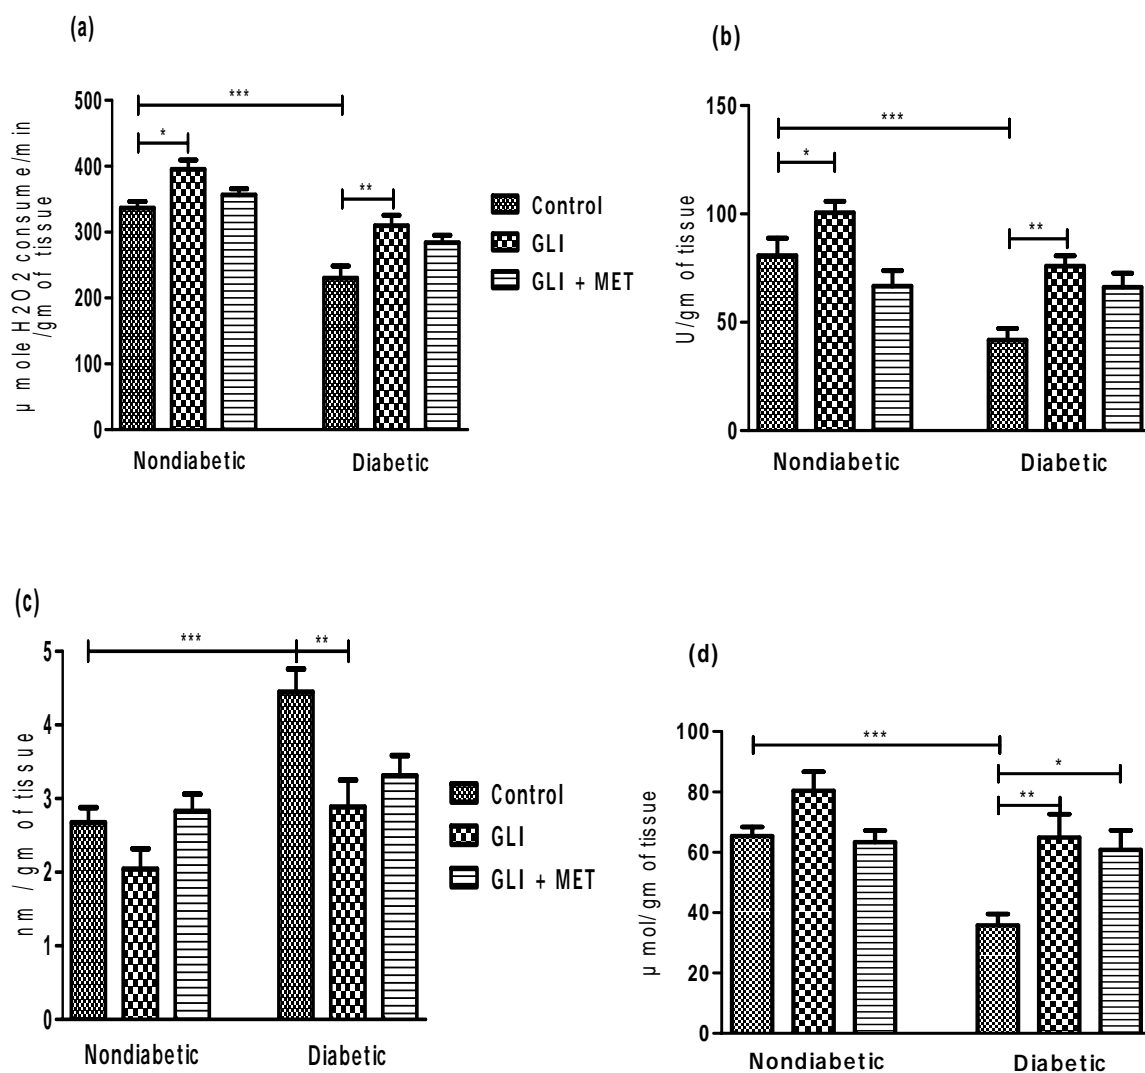 (a)
μ mole H2O2 consume/min
/gm of tissue
500
400
300
200
100
0
***
*
**
Nondiabetic
Diabetic
Control
GLI
GLI + MET
(b)
U/gm of tissue
150
100
50
0
***
*
**
Nondiabetic
Diabetic
(c)
nm / gm of tissue
5
4
3
2
1
0
***
**
Nondiabetic
Diabetic
Control
GLI
GLI + MET
(d)
μ mol/gm of tissue
100
80
60
40
20
0
***
*
**
Nondiabetic
Diabetic